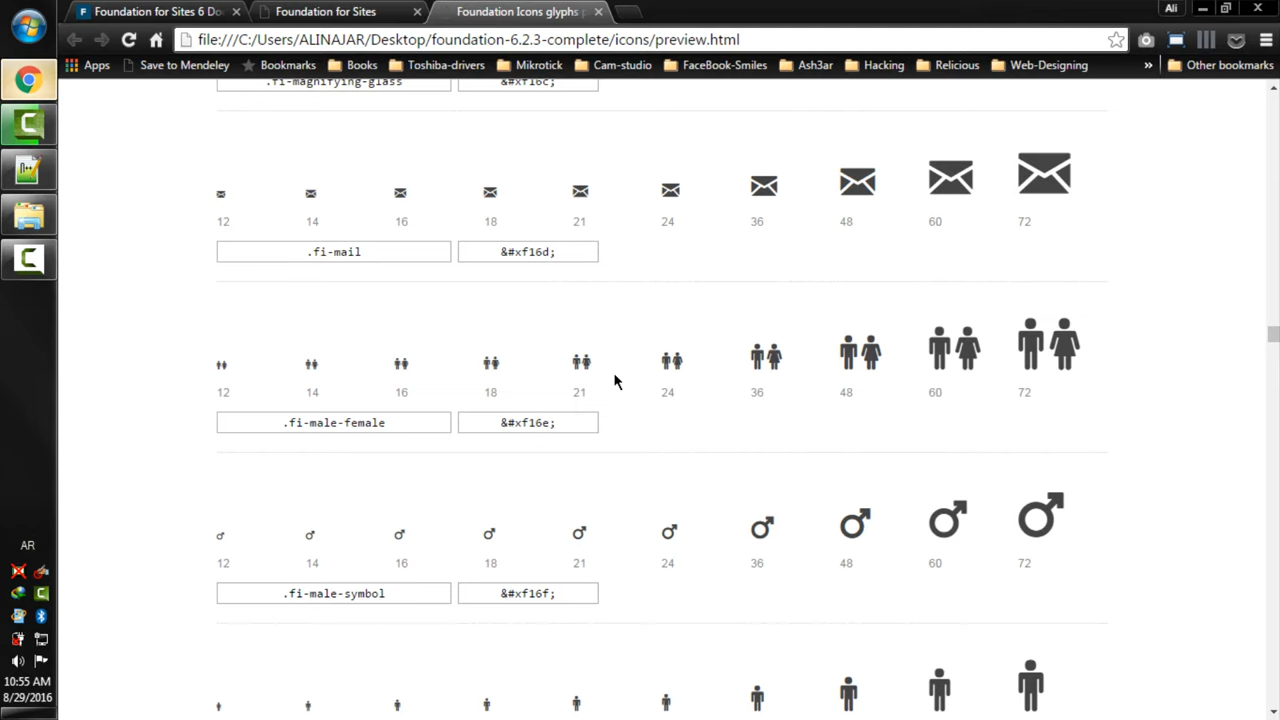 Foundation for Sites 6 Do
Foundation for Sites
Foundation Icons glyphs p
Ali
file:///C:/Users/ALINAJAR/Desktop/foundation-6.2.3-complete/icons/preview.html
Apps Save to Mendeley Bookmarks Books Toshiba-drivers Mikrotick Cam-studio FaceBook-Smiles Ash3ar Hacking Relicious Web-Designing » Other bookmarks
.fi-magnifying-glass &#xf16c;
12 14 16 18 21 24 36 48 60 72
.fi-mail &#xf16d;
12 14 16 18 21 24 36 48 60 72
.fi-male-female &#xf16e;
12 14 16 18 21 24 36 48 60 72
.fi-male-symbol &#xf16f;
AR
10:55 AM
8/29/2016